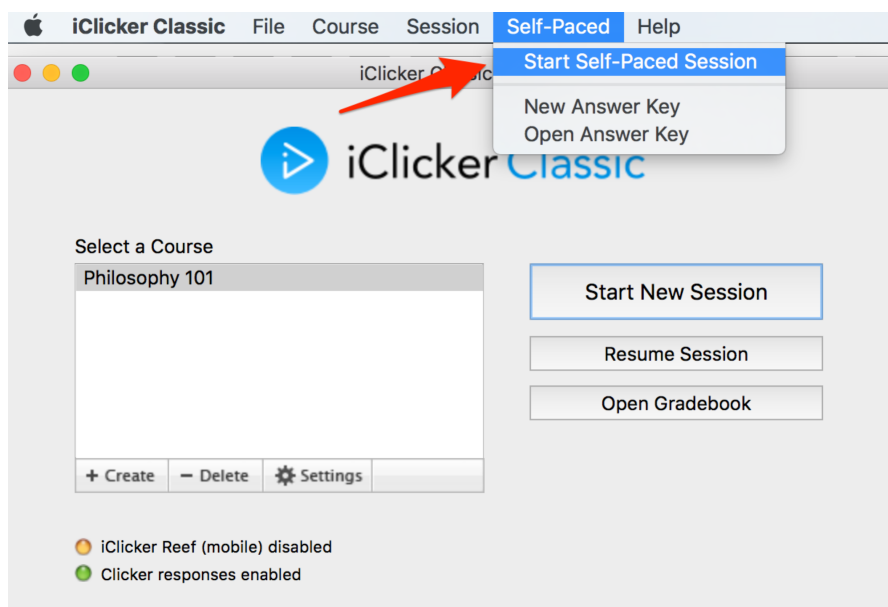 iClicker Classic File Course Session Self-Paced Help
Start Self-Paced Session
New Answer Key
Open Answer Key
iClicker Classic
iClicker Classic
Select a Course
Philosophy 101
+ Create − Delete Settings
Start New Session
Resume Session
Open Gradebook
iClicker Reef (mobile) disabled
Clicker responses enabled